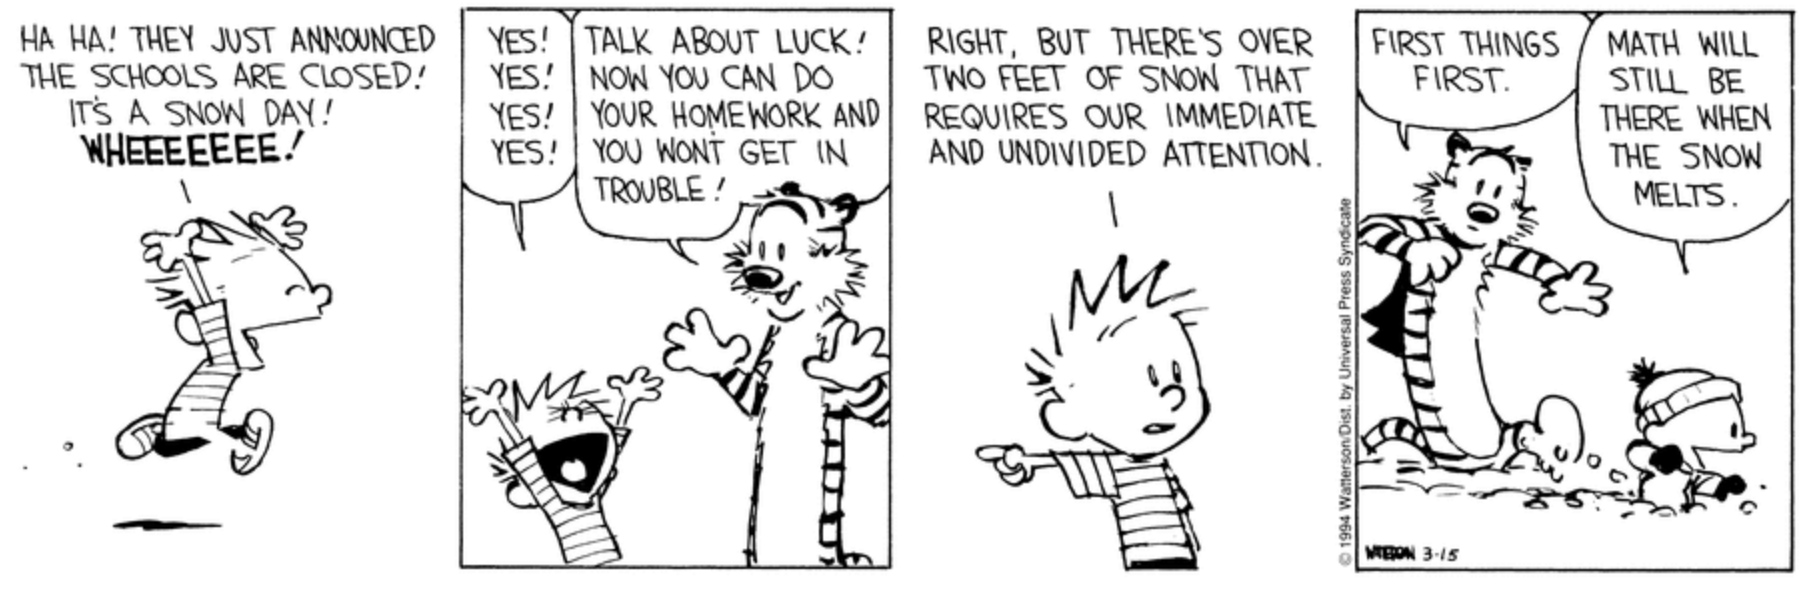 HA HA! THEY JUST ANNOUNCED
THE SCHOOLS ARE CLOSED!
IT'S A SNOW DAY!
WHEEEEEEE!
YES!
YES!
YES!
YES!
TALK ABOUT LUCK!
NOW YOU CAN DO
YOUR HOMEWORK AND
YOU WON'T GET IN
TROUBLE!
RIGHT, BUT THERE'S OVER
TWO FEET OF SNOW THAT
REQUIRES OUR IMMEDIATE
AND UNDIVIDED ATTENTION.
FIRST THINGS
FIRST.
MATH WILL
STILL BE
THERE WHEN
THE SNOW
MELTS.
© 1994 Watterson/Dist. by Universal Press Syndicate
WATTERSON 3-15